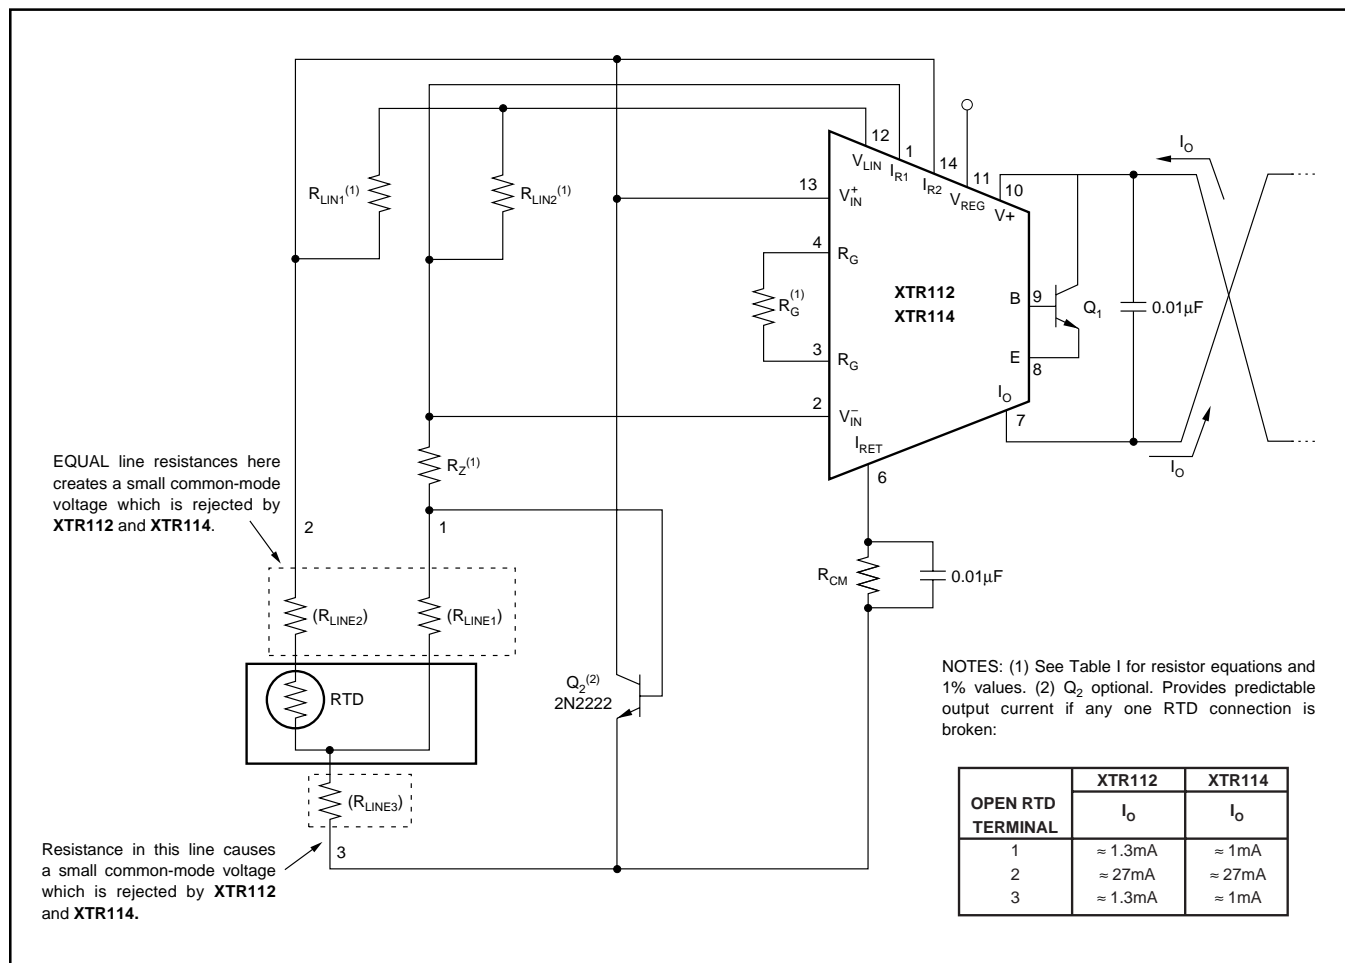 12
1
14
11
10
V_LIN
I_R1
I_R2
V_REG
V+
I_O
R_LIN1(1)
R_LIN2(1)
13
V+IN
4
R_G
R_G(1)
XTR112
XTR114
3
R_G
2
V–IN
B
9
Q1
E
8
0.01µF
I_O
7
I_O
I_RET
6
R_Z(1)
EQUAL line resistances here
creates a small common-mode
voltage which is rejected by
XTR112 and XTR114.
2
1
R_CM
0.01µF
(R_LINE2)
(R_LINE1)
RTD
Q2(2)
2N2222
(R_LINE3)
Resistance in this line causes
a small common-mode voltage
which is rejected by XTR112
and XTR114.
3
NOTES: (1) See Table I for resistor equations and
1% values. (2) Q2 optional. Provides predictable
output current if any one RTD connection is
broken:
XTR112 XTR114
OPEN RTD TERMINAL I_O I_O
1 ≈ 1.3mA ≈ 1mA
2 ≈ 27mA ≈ 27mA
3 ≈ 1.3mA ≈ 1mA